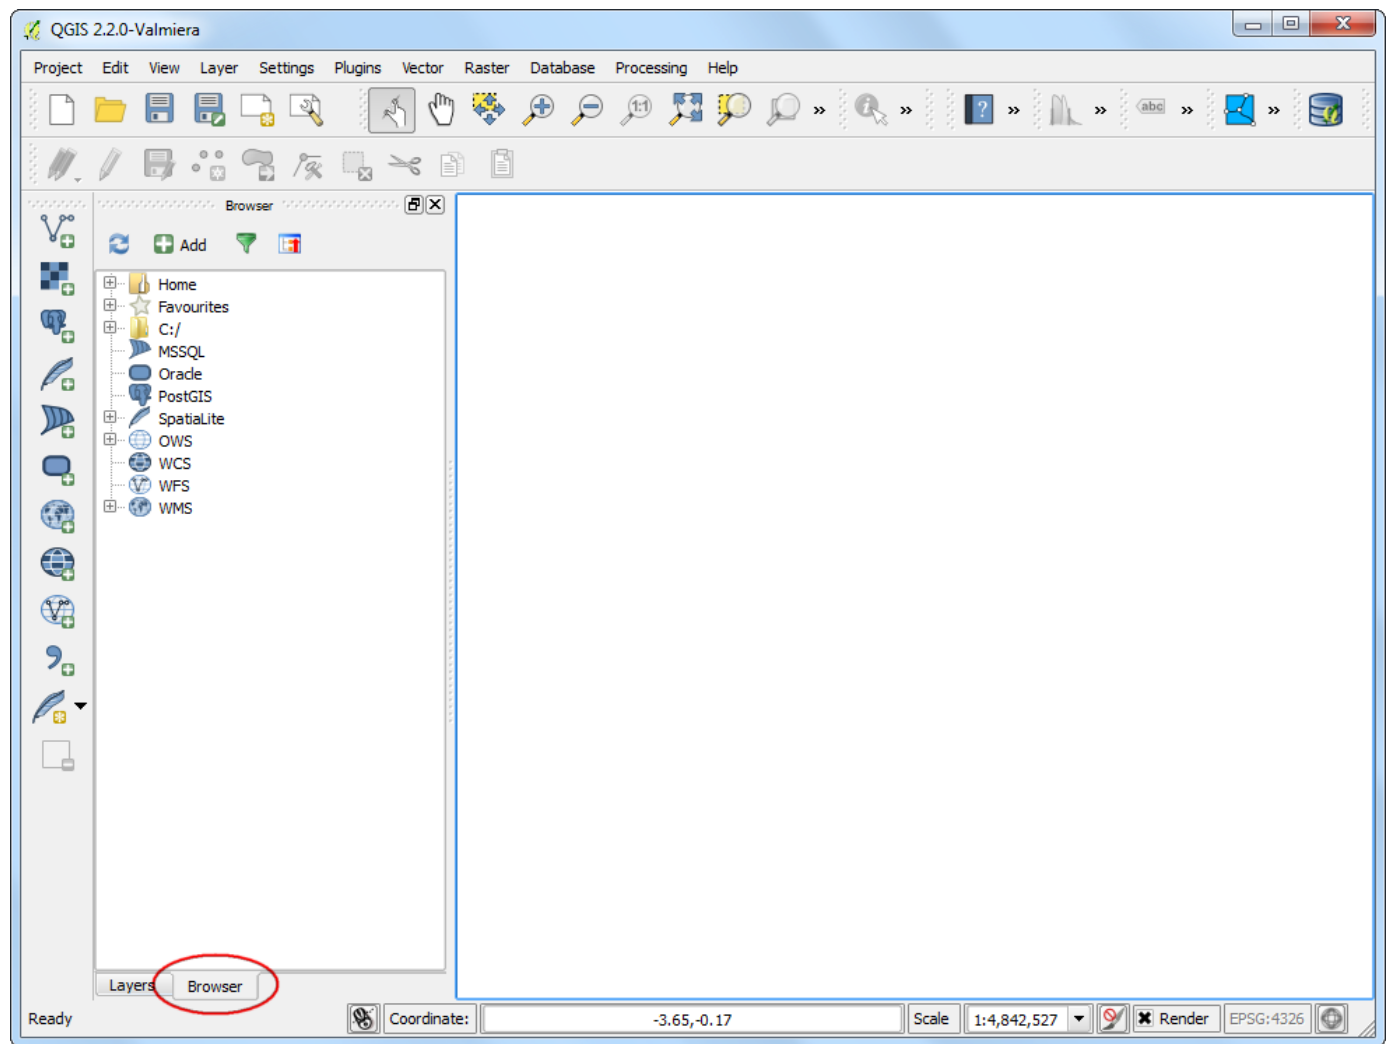 QGIS 2.2.0-Valmiera
Project Edit View Layer Settings Plugins Vector Raster Database Processing Help
1:1 » » ? » » abc » »
Browser
Add
Home
Favourites
C:/
MSSQL
Oracle
PostGIS
SpatiaLite
OWS
WCS
WFS
WMS
Layers Browser
Ready Coordinate: -3.65,-0.17 Scale 1:4,842,527 Render EPSG:4326